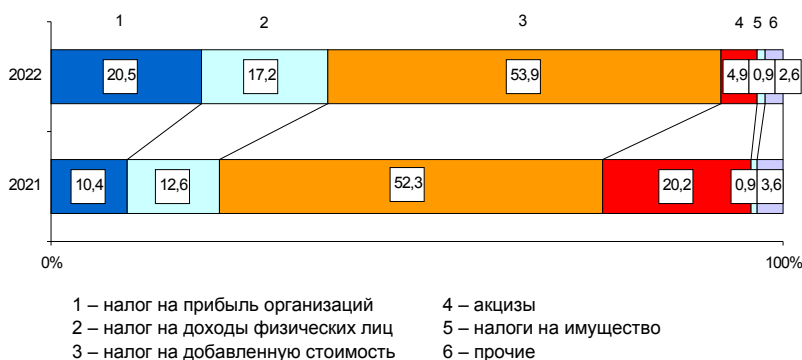 1 2 3 4 5 6
2022 20,5 17,2 53,9 4,9 0,9 2,6
2021 10,4 12,6 52,3 20,2 0,9 3,6
0% 100%
1 – налог на прибыль организаций 4 – акцизы
2 – налог на доходы физических лиц 5 – налоги на имущество
3 – налог на добавленную стоимость 6 – прочие